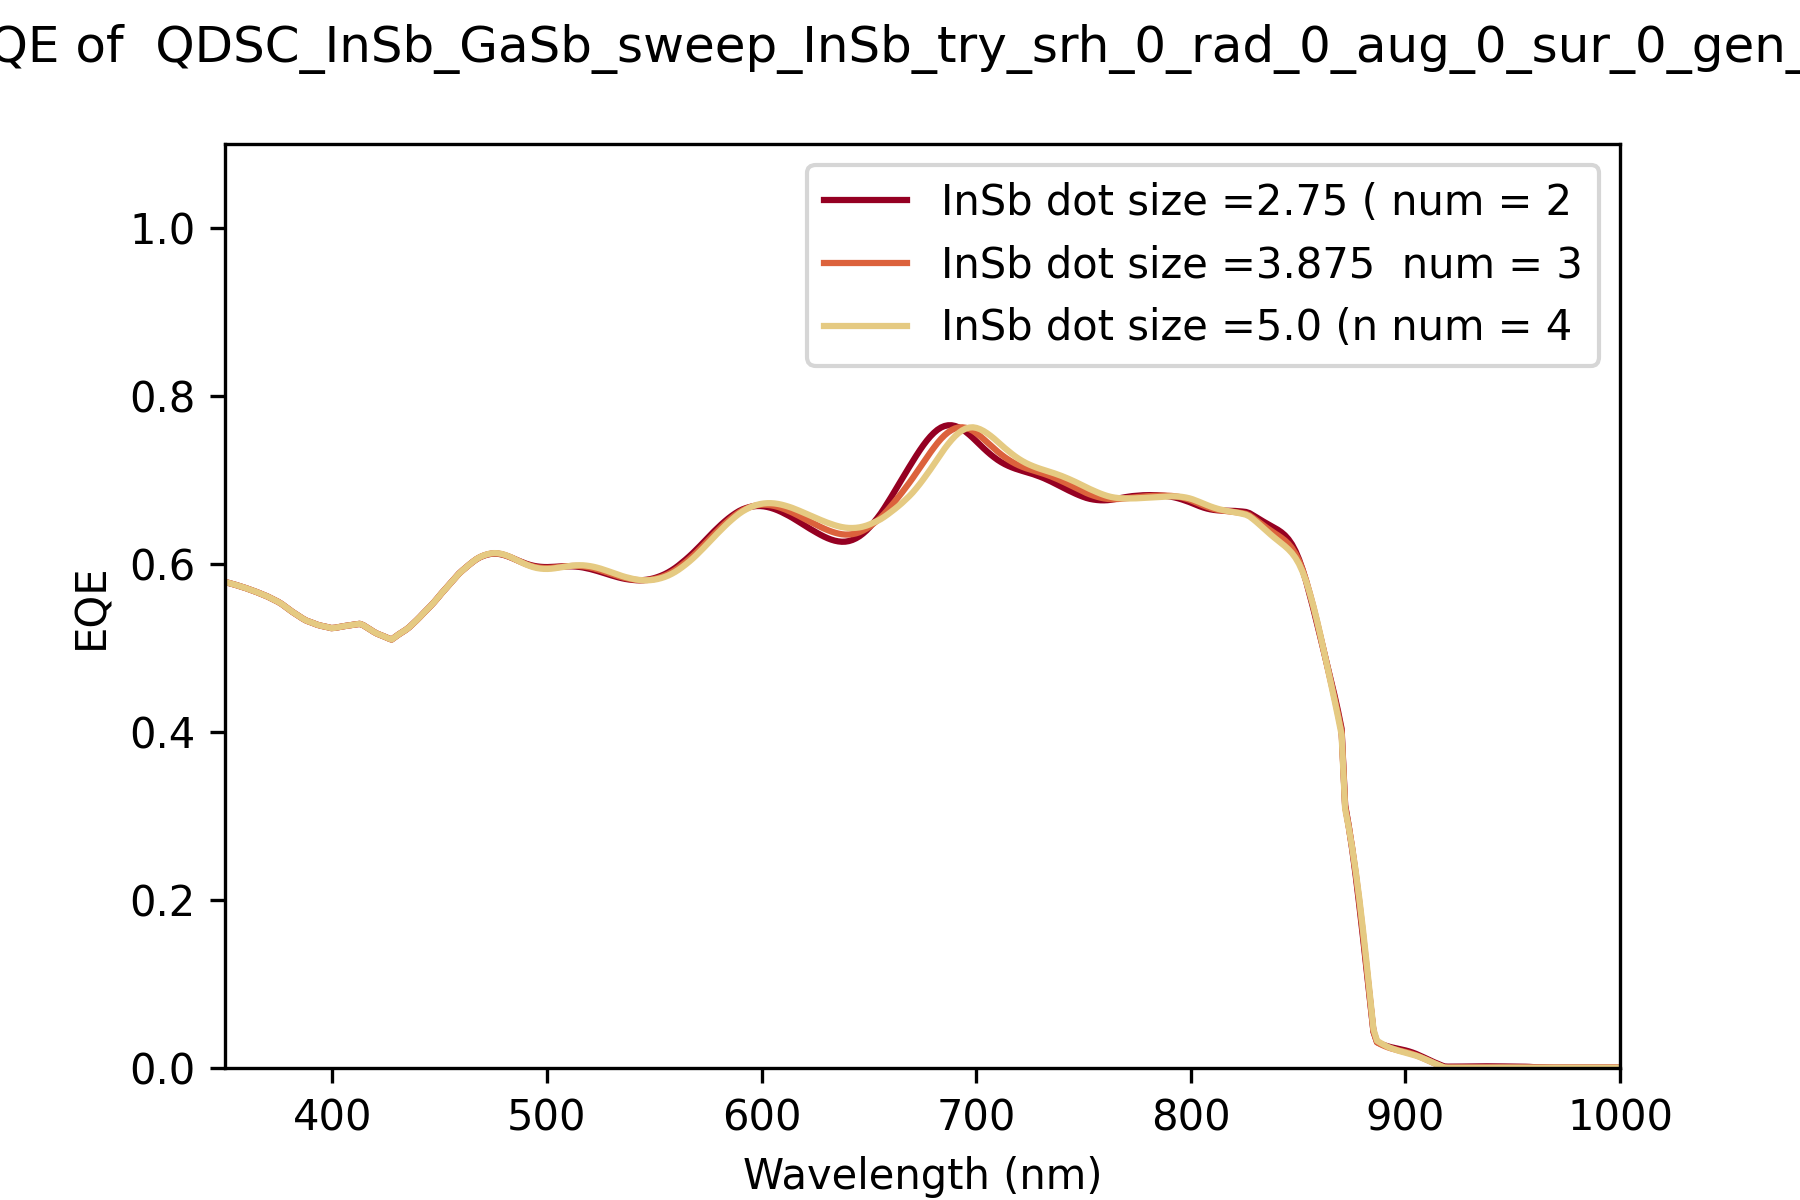 QE of  QDSC_InSb_GaSb_sweep_InSb_try_srh_0_rad_0_aug_0_sur_0_gen_
InSb dot size =2.75 ( num = 2
InSb dot size =3.875  num = 3
InSb dot size =5.0 (n num = 4
1.0
0.8
0.6
0.4
0.2
0.0
EQE
400 500 600 700 800 900 1000
Wavelength (nm)